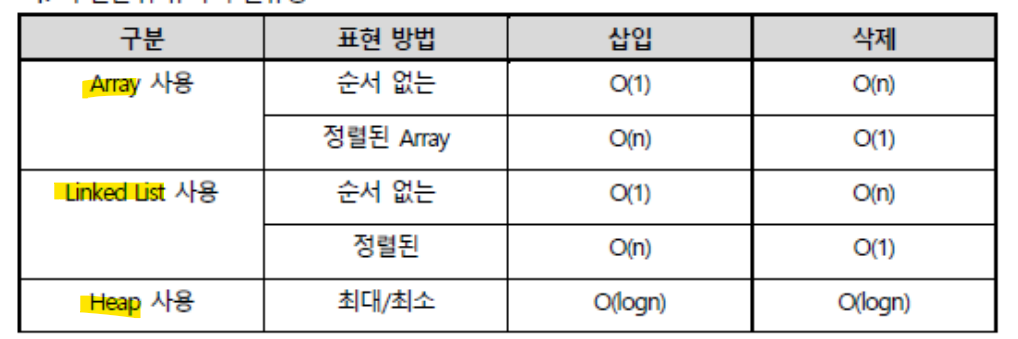 구분 표현 방법 삽입 삭제
Array 사용 순서 없는 O(1) O(n)
정렬된 Array O(n) O(1)
Linked List 사용 순서 없는 O(1) O(n)
정렬된 O(n) O(1)
Heap 사용 최대/최소 O(logn) O(logn)